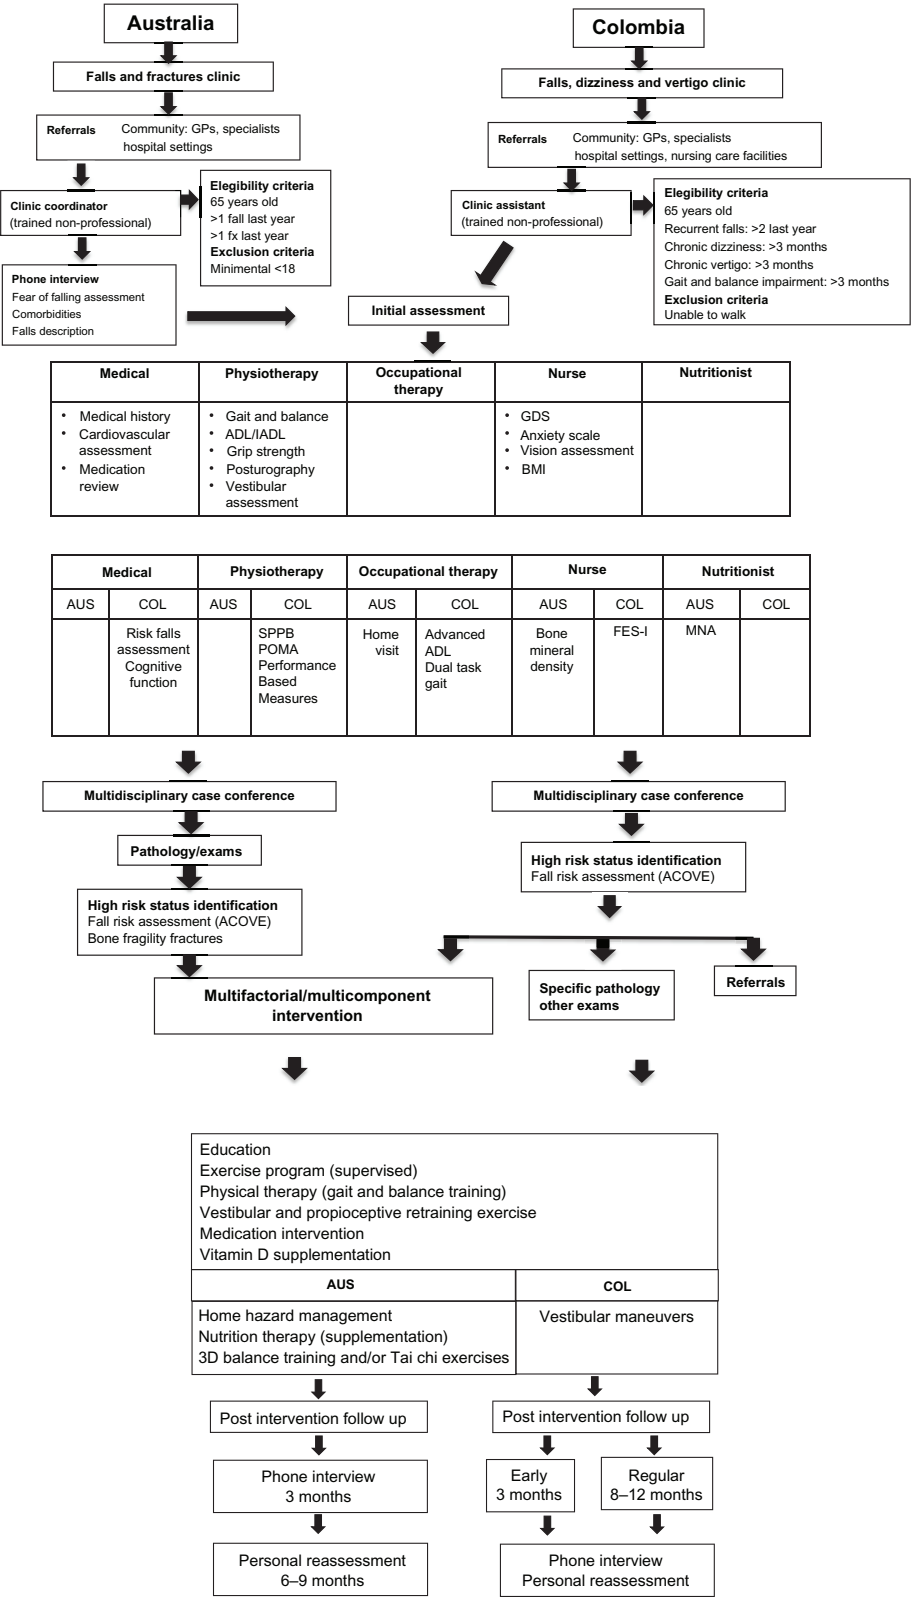 Australia
Falls and fractures clinic
Referrals Community: GPs, specialists
hospital settings
Clinic coordinator
(trained non-professional)
Elegibility criteria
65 years old
>1 fall last year
>1 fx last year
Exclusion criteria
Minimental <18
Phone interview
Fear of falling assessment
Comorbidities
Falls description
Colombia
Falls, dizziness and vertigo clinic
Referrals Community: GPs, specialists
hospital settings, nursing care facilities
Clinic assistant
(trained non-professional)
Elegibility criteria
65 years old
Recurrent falls: >2 last year
Chronic dizziness: >3 months
Chronic vertigo: >3 months
Gait and balance impairment: >3 months
Exclusion criteria
Unable to walk
Initial assessment
Medical
Physiotherapy
Occupational
therapy
Nurse
Nutritionist
• Medical history
• Cardiovascular
assessment
• Medication
review
• Gait and balance
• ADL/IADL
• Grip strength
• Posturography
• Vestibular
assessment
• GDS
• Anxiety scale
• Vision assessment
• BMI
Medical
Physiotherapy
Occupational therapy
Nurse
Nutritionist
AUS COL AUS COL AUS COL AUS COL AUS COL
Risk falls
assessment
Cognitive
function
SPPB
POMA
Performance
Based
Measures
Home
visit
Advanced
ADL
Dual task
gait
Bone
mineral
density
FES-I
MNA
Multidisciplinary case conference
Pathology/exams
High risk status identification
Fall risk assessment (ACOVE)
Bone fragility fractures
Multidisciplinary case conference
High risk status identification
Fall risk assessment (ACOVE)
Multifactorial/multicomponent
intervention
Specific pathology
other exams
Referrals
Education
Exercise program (supervised)
Physical therapy (gait and balance training)
Vestibular and propioceptive retraining exercise
Medication intervention
Vitamin D supplementation
AUS
COL
Home hazard management
Nutrition therapy (supplementation)
3D balance training and/or Tai chi exercises
Vestibular maneuvers
Post intervention follow up
Phone interview
3 months
Personal reassessment
6–9 months
Post intervention follow up
Early
3 months
Regular
8–12 months
Phone interview
Personal reassessment